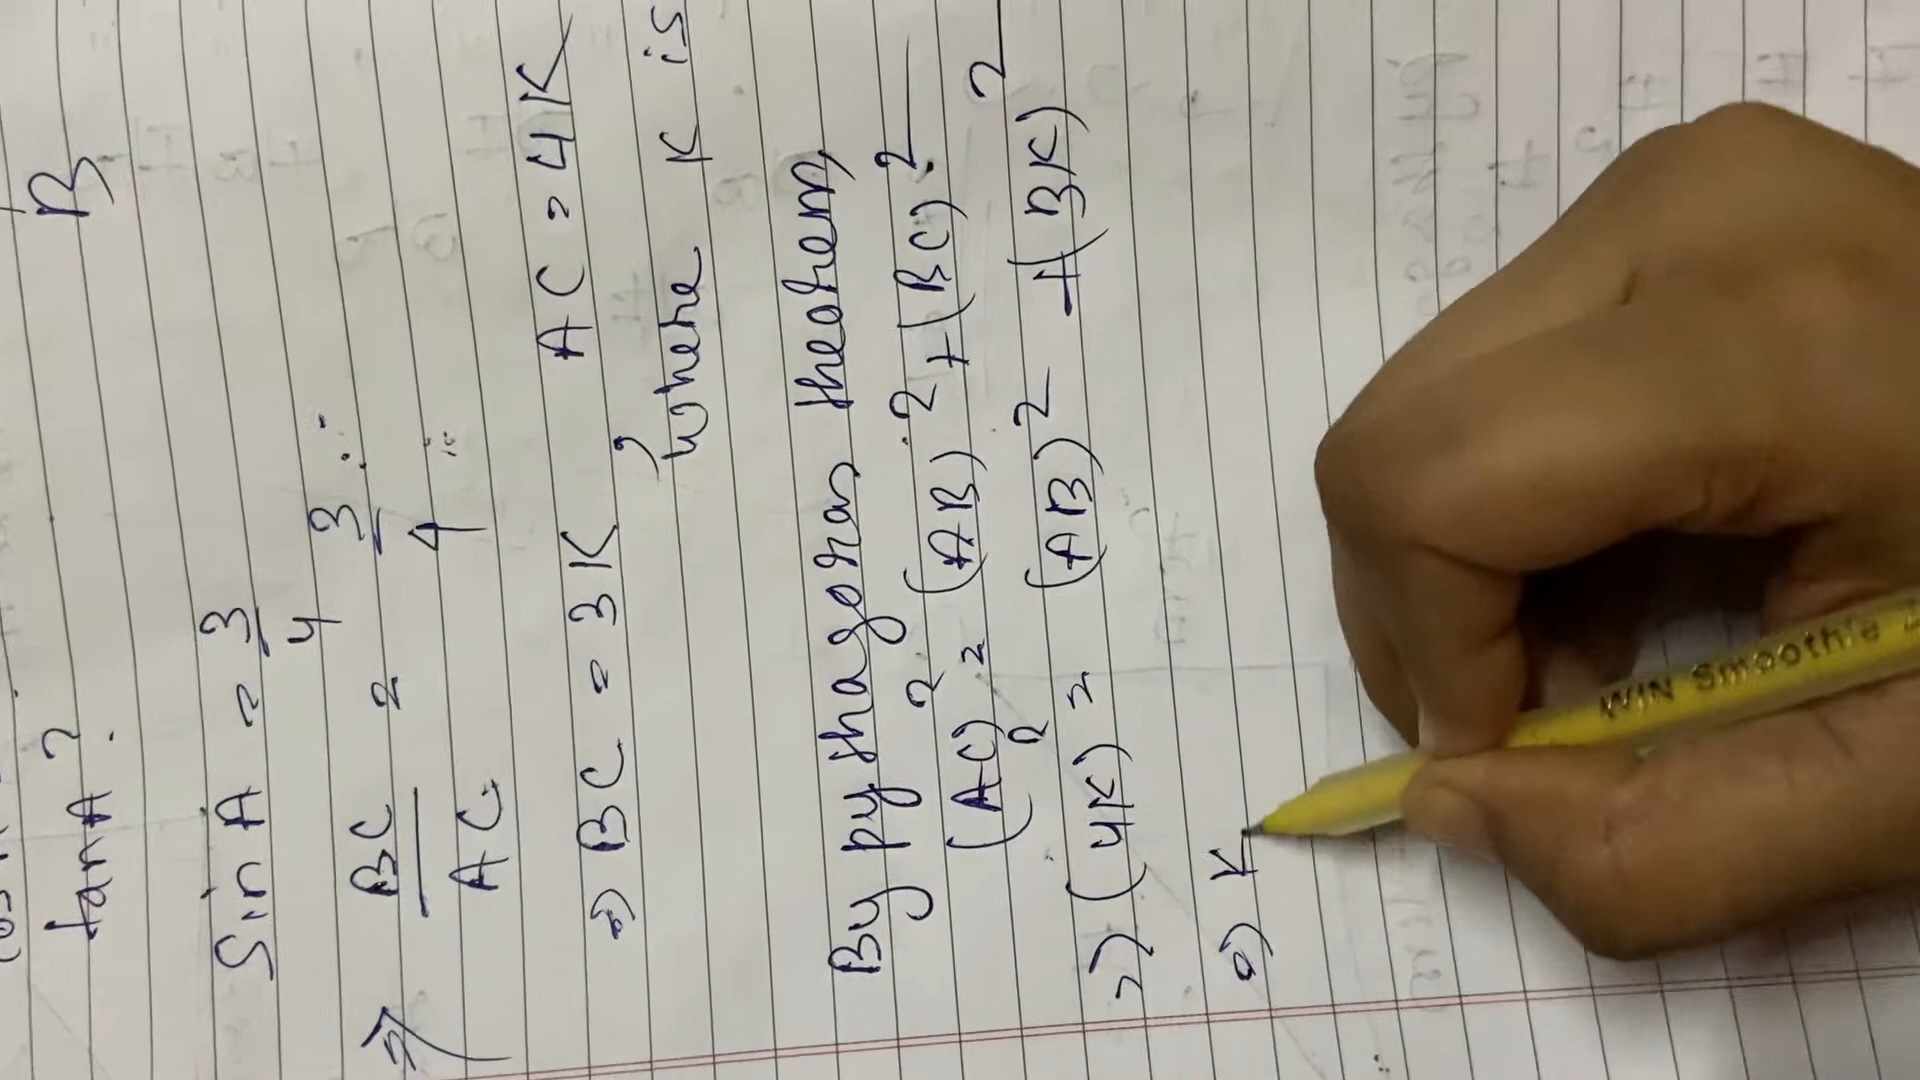 B
tan A ?
Sin A = 3/4
⇒ BC/AC = 3/4
⇒ BC = 3K, AC = 4K
where K is
By pythagoras theorem,
(AC)² = (AB)² + (BC)²
⇒ (4K)² = (AB)² + (3K)²
⇒ K
WIN Smoothie